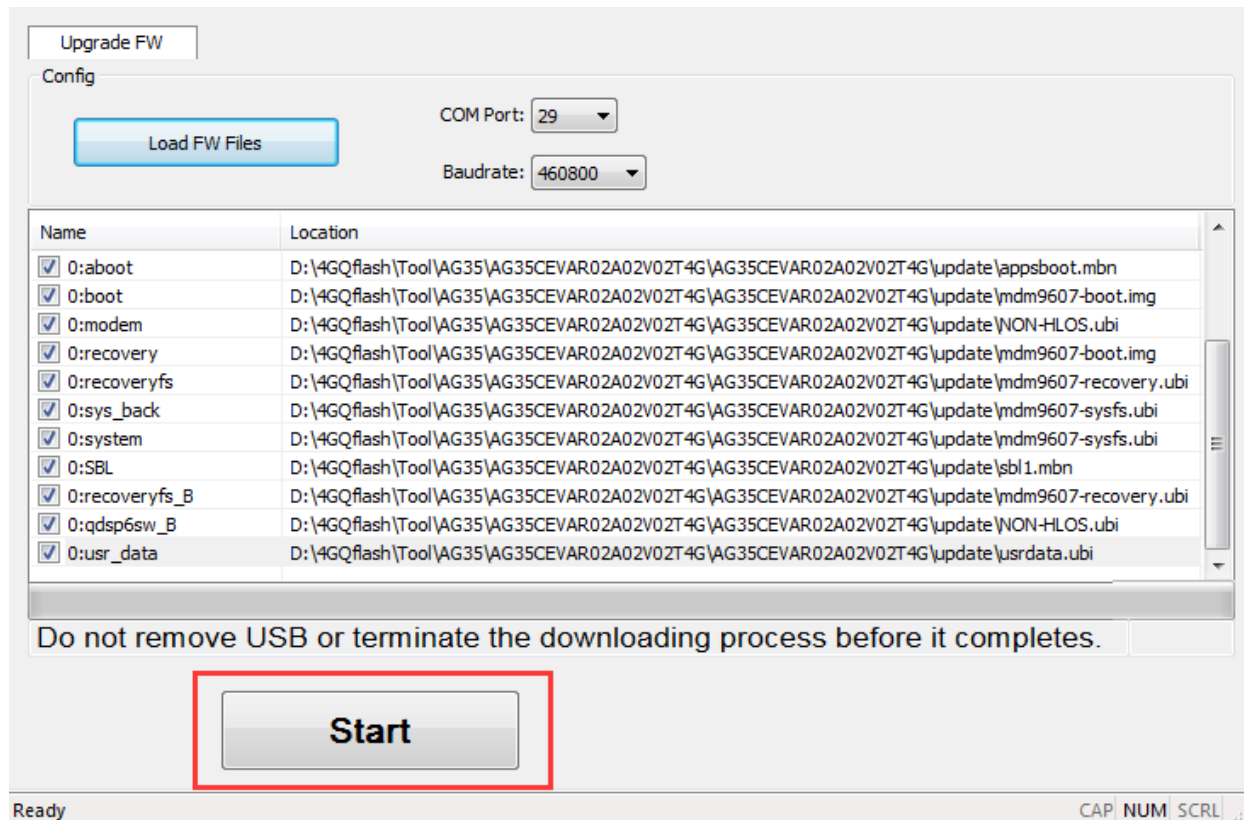 Upgrade FW
Config
Load FW Files
COM Port: 29
Baudrate: 460800
Name Location
0:aboot D:\4GQflash\Tool\AG35\AG35CEVAR02A02V02T4G\AG35CEVAR02A02V02T4G\update\appsboot.mbn
0:boot D:\4GQflash\Tool\AG35\AG35CEVAR02A02V02T4G\AG35CEVAR02A02V02T4G\update\mdm9607-boot.img
0:modem D:\4GQflash\Tool\AG35\AG35CEVAR02A02V02T4G\AG35CEVAR02A02V02T4G\update\NON-HLOS.ubi
0:recovery D:\4GQflash\Tool\AG35\AG35CEVAR02A02V02T4G\AG35CEVAR02A02V02T4G\update\mdm9607-boot.img
0:recoveryfs D:\4GQflash\Tool\AG35\AG35CEVAR02A02V02T4G\AG35CEVAR02A02V02T4G\update\mdm9607-recovery.ubi
0:sys_back D:\4GQflash\Tool\AG35\AG35CEVAR02A02V02T4G\AG35CEVAR02A02V02T4G\update\mdm9607-sysfs.ubi
0:system D:\4GQflash\Tool\AG35\AG35CEVAR02A02V02T4G\AG35CEVAR02A02V02T4G\update\mdm9607-sysfs.ubi
0:SBL D:\4GQflash\Tool\AG35\AG35CEVAR02A02V02T4G\AG35CEVAR02A02V02T4G\update\sbl1.mbn
0:recoveryfs_B D:\4GQflash\Tool\AG35\AG35CEVAR02A02V02T4G\AG35CEVAR02A02V02T4G\update\mdm9607-recovery.ubi
0:qdsp6sw_B D:\4GQflash\Tool\AG35\AG35CEVAR02A02V02T4G\AG35CEVAR02A02V02T4G\update\NON-HLOS.ubi
0:usr_data D:\4GQflash\Tool\AG35\AG35CEVAR02A02V02T4G\AG35CEVAR02A02V02T4G\update\usrdata.ubi
Do not remove USB or terminate the downloading process before it completes.
Start
Ready CAP NUM SCRL